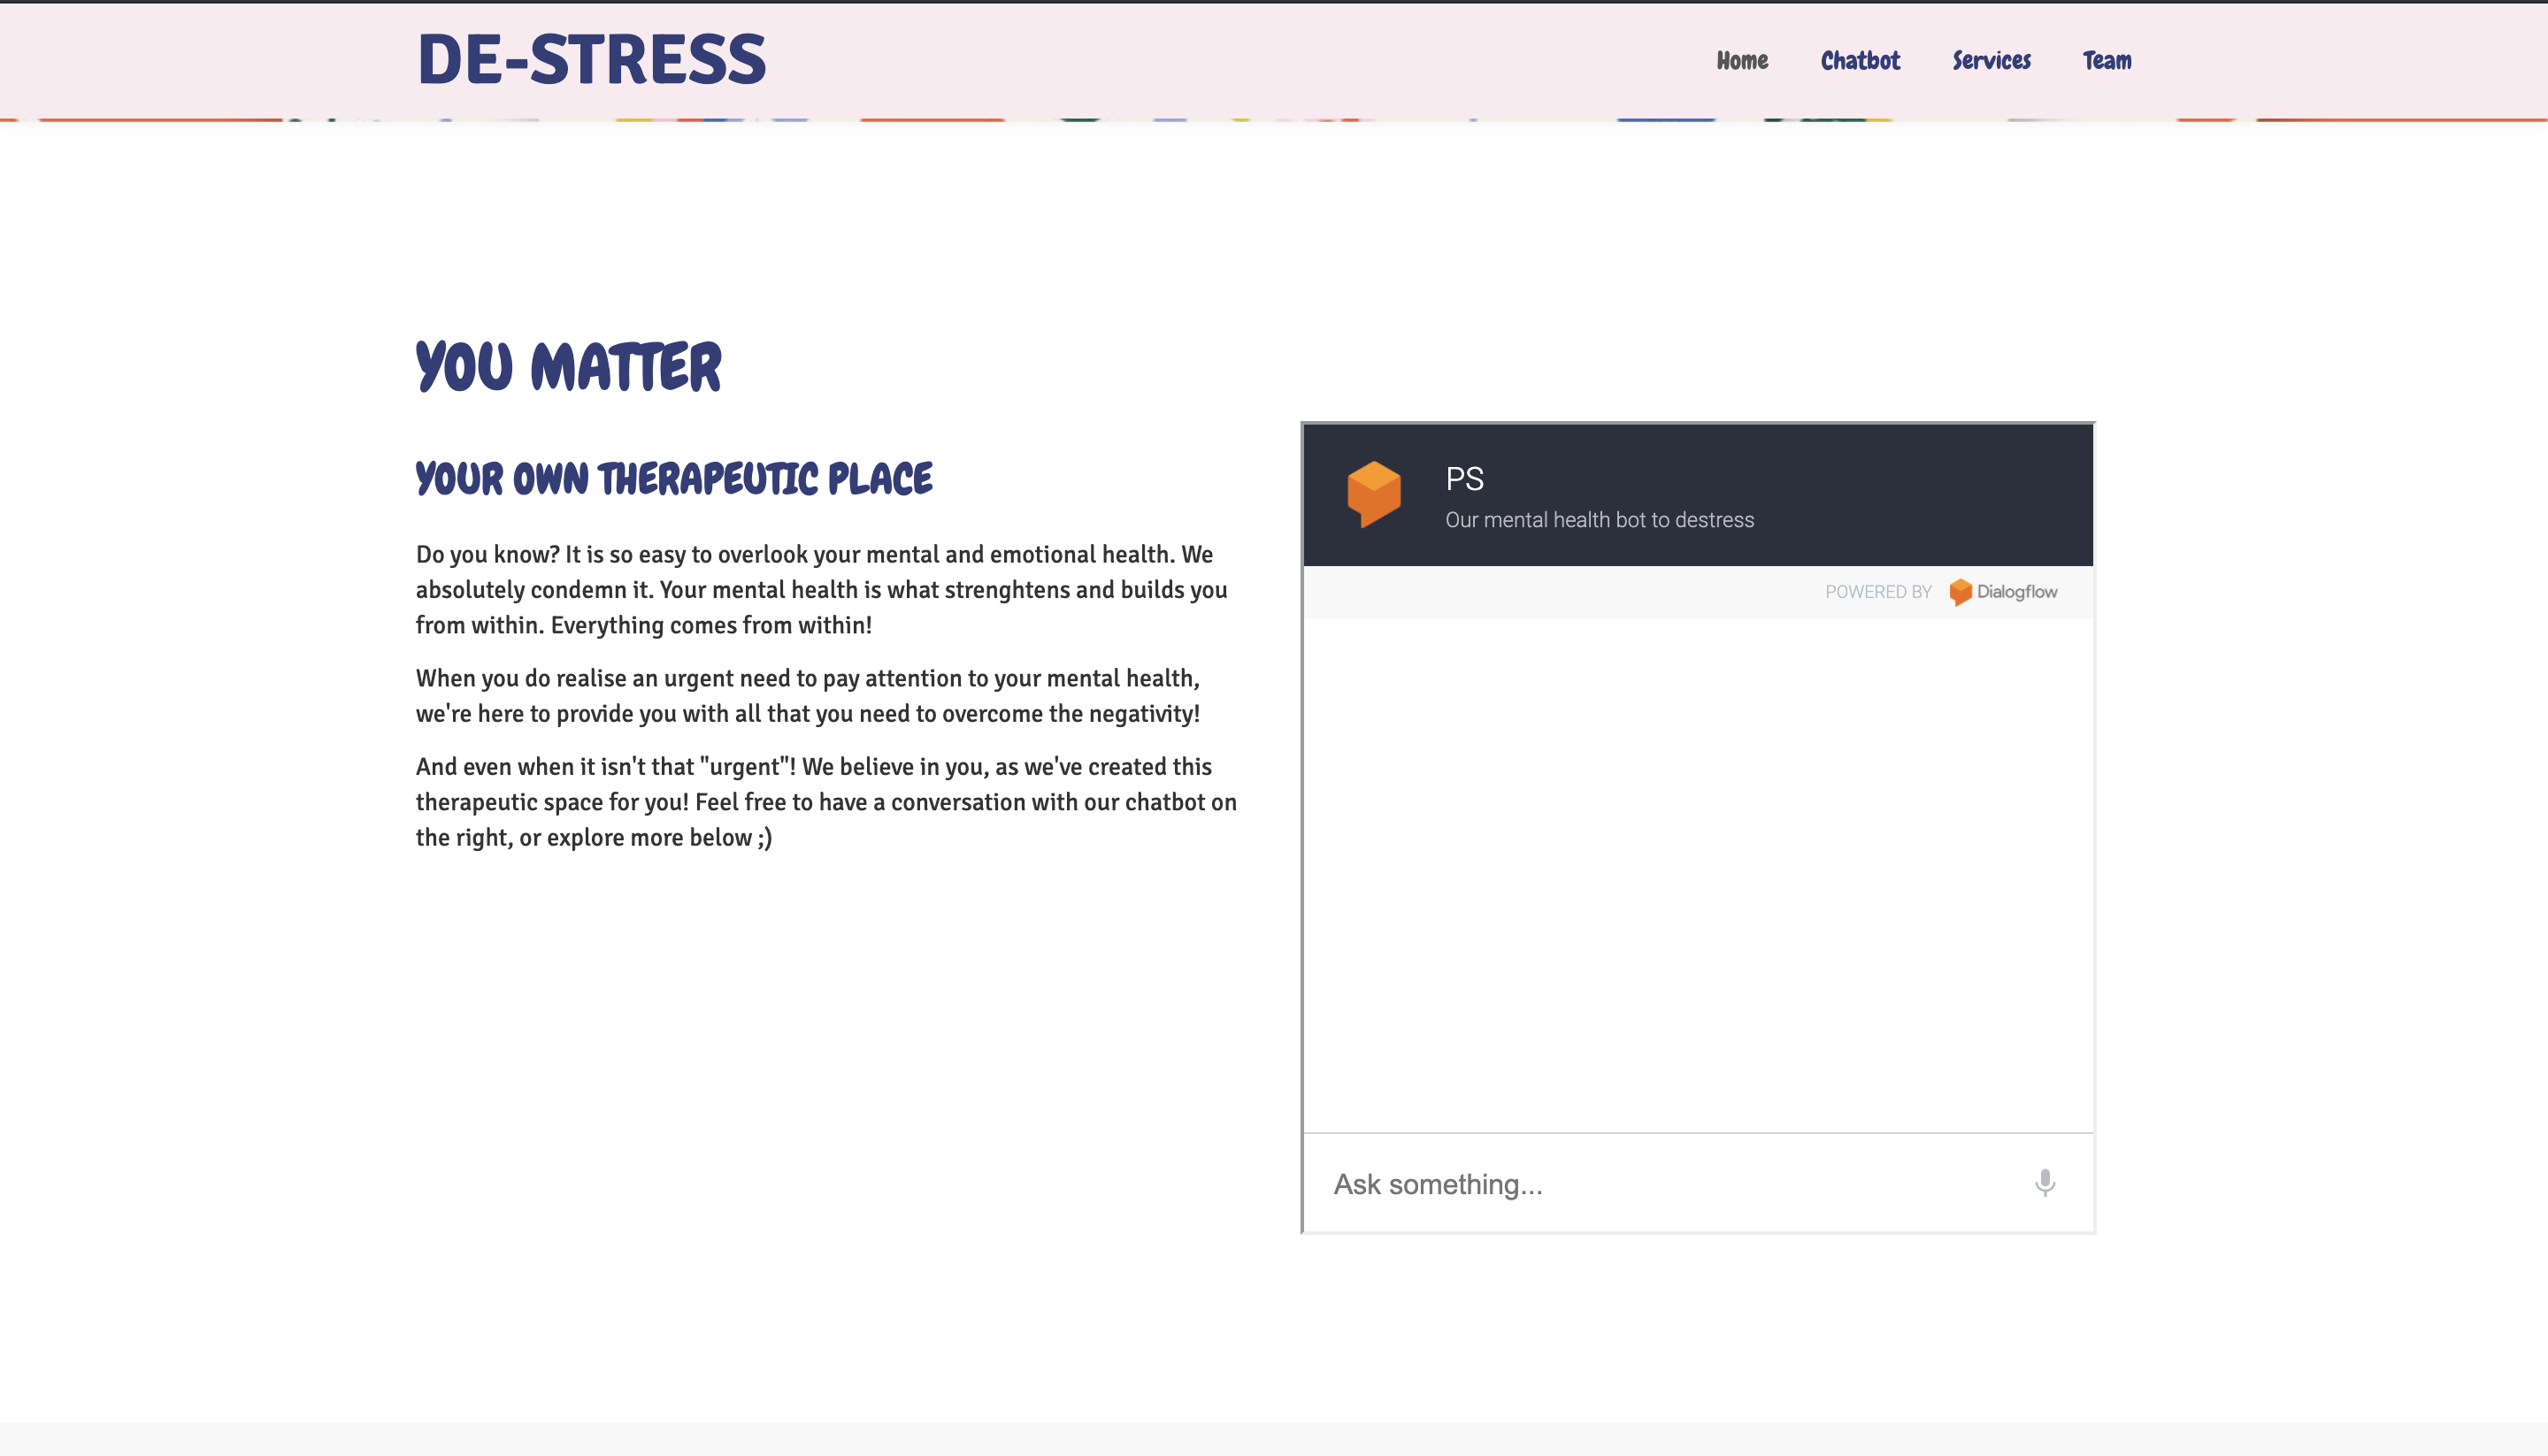 DE-STRESS
Home Chatbot Services Team
YOU MATTER
YOUR OWN THERAPEUTIC PLACE
Do you know? It is so easy to overlook your mental and emotional health. We
absolutely condemn it. Your mental health is what strenghtens and builds you
from within. Everything comes from within!
When you do realise an urgent need to pay attention to your mental health,
we're here to provide you with all that you need to overcome the negativity!
And even when it isn't that "urgent"! We believe in you, as we've created this
therapeutic space for you! Feel free to have a conversation with our chatbot on
the right, or explore more below ;)
PS
Our mental health bot to destress
POWERED BY Dialogflow
Ask something...